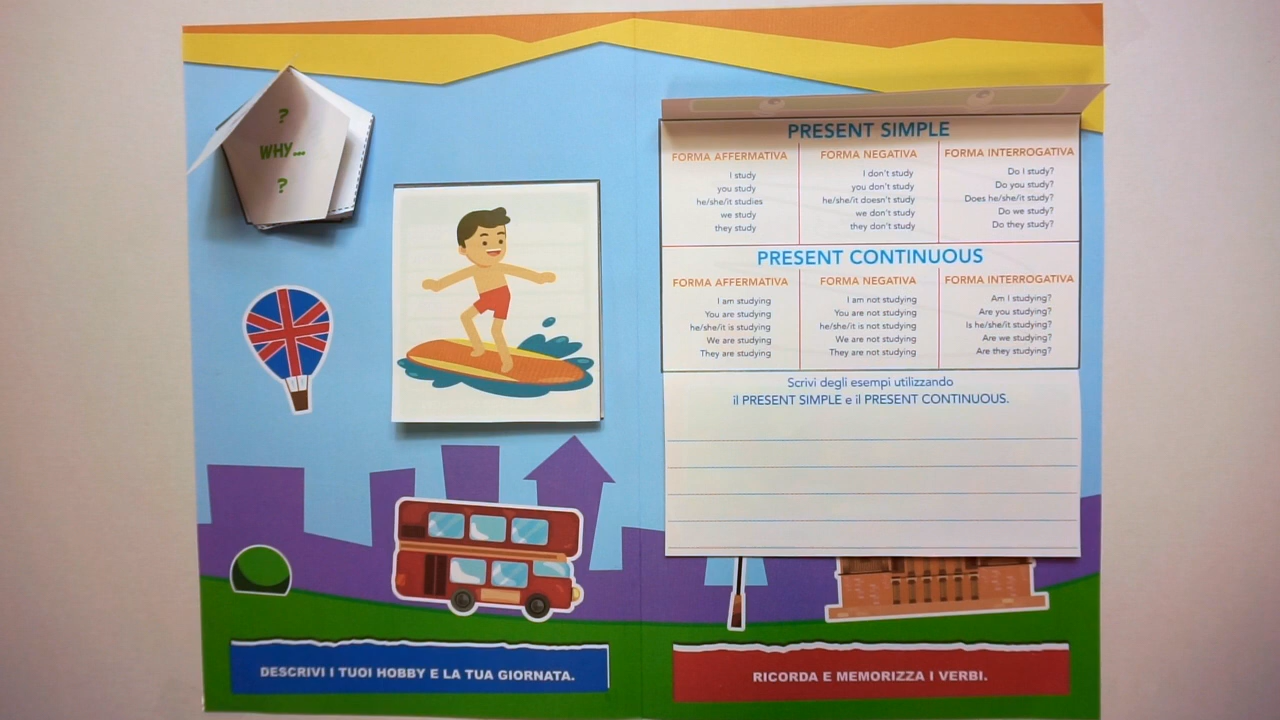 ?
WHY...
?
PRESENT SIMPLE
FORMA AFFERMATIVA
I study
you study
he/she/it studies
we study
they study
FORMA NEGATIVA
I don't study
you don't study
he/she/it doesn't study
we don't study
they don't study
FORMA INTERROGATIVA
Do I study?
Do you study?
Does he/she/it study?
Do we study?
Do they study?
PRESENT CONTINUOUS
FORMA AFFERMATIVA
I am studying
You are studying
he/she/it is studying
We are studying
They are studying
FORMA NEGATIVA
I am not studying
You are not studying
he/she/it is not studying
We are not studying
They are not studying
FORMA INTERROGATIVA
Am I studying?
Are you studying?
Is he/she/it studying?
Are we studying?
Are they studying?
Scrivi degli esempi utilizzando
il PRESENT SIMPLE e il PRESENT CONTINUOUS.
DESCRIVI I TUOI HOBBY E LA TUA GIORNATA.
RICORDA E MEMORIZZA I VERBI.